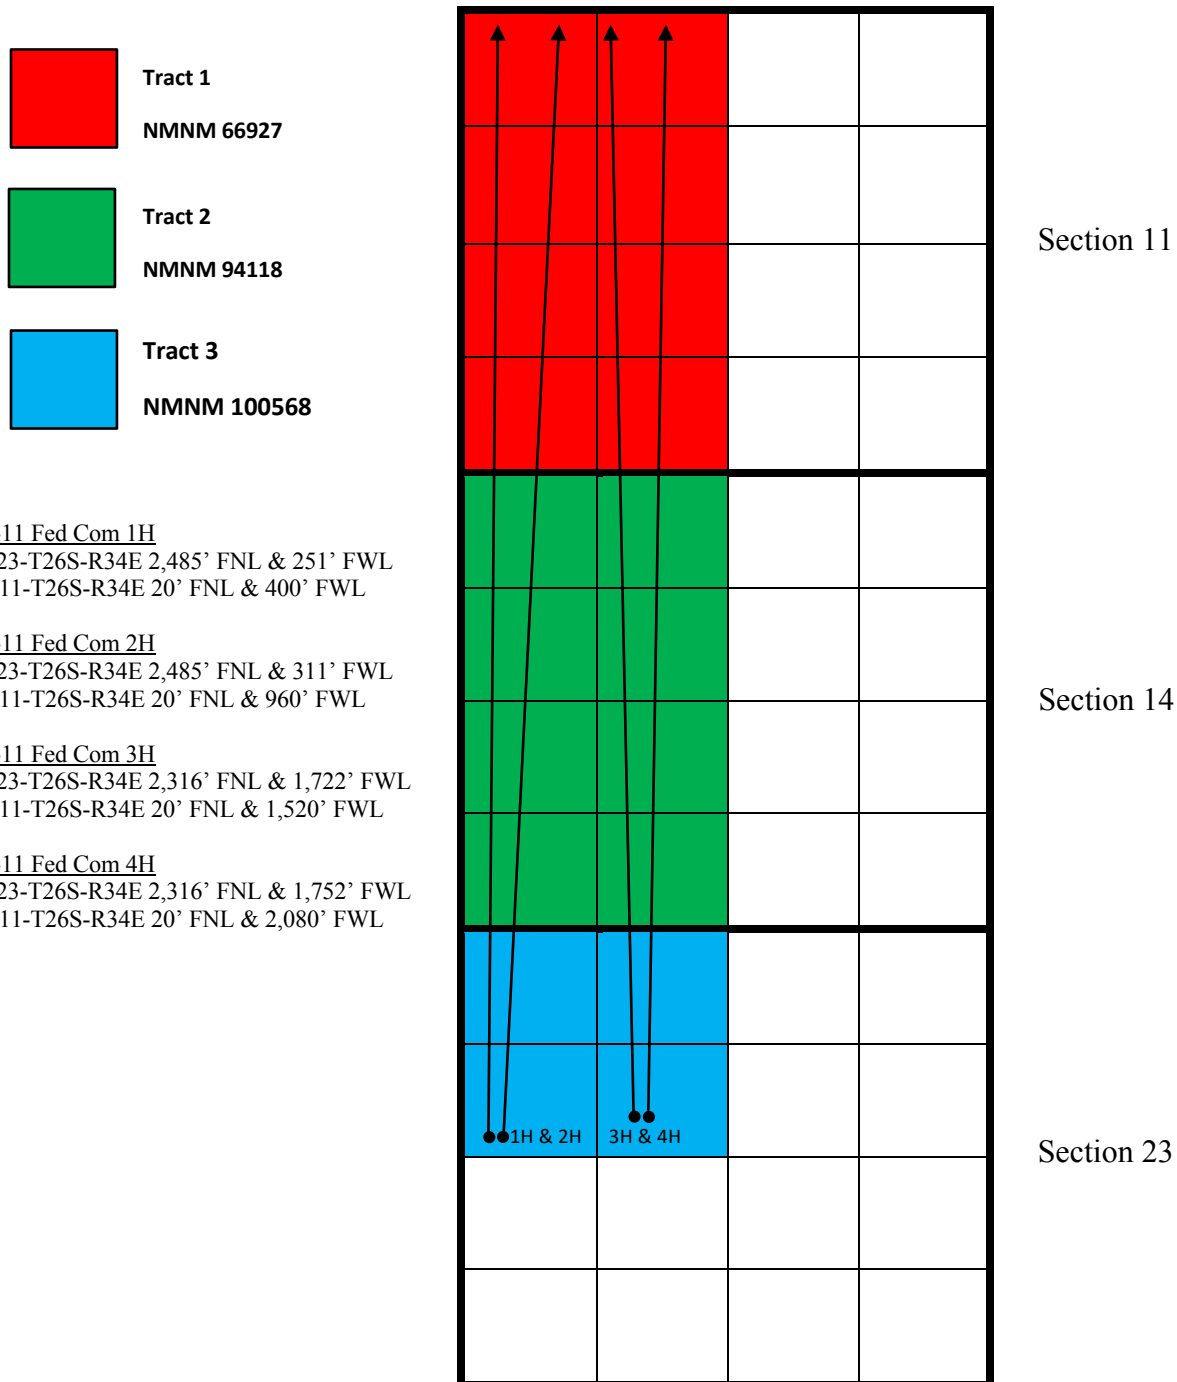 Tract 1
NMNM 66927
Tract 2
NMNM 94118
Tract 3
NMNM 100568
Section 11
11 Fed Com 1H
23-T26S-R34E 2,485’ FNL & 251’ FWL
11-T26S-R34E 20’ FNL & 400’ FWL
11 Fed Com 2H
23-T26S-R34E 2,485’ FNL & 311’ FWL
11-T26S-R34E 20’ FNL & 960’ FWL
11 Fed Com 3H
23-T26S-R34E 2,316’ FNL & 1,722’ FWL
11-T26S-R34E 20’ FNL & 1,520’ FWL
11 Fed Com 4H
23-T26S-R34E 2,316’ FNL & 1,752’ FWL
11-T26S-R34E 20’ FNL & 2,080’ FWL
Section 14
1H & 2H
3H & 4H
Section 23